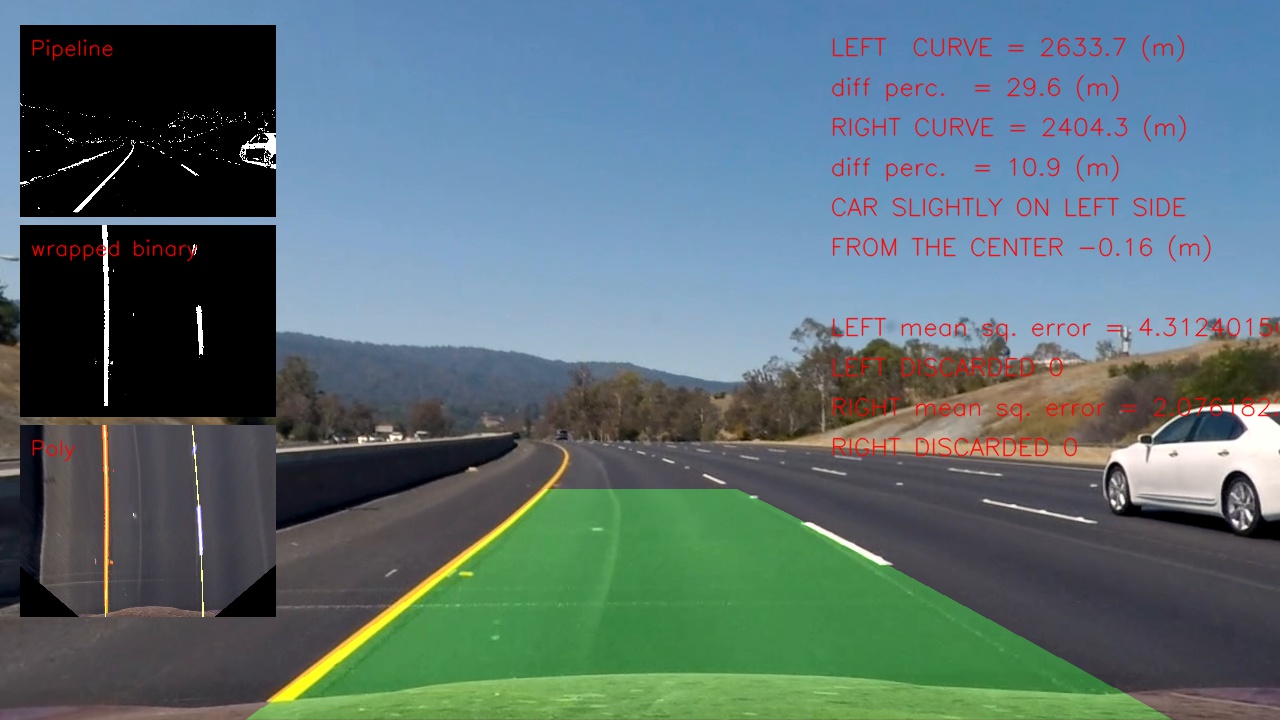 Pipeline
wrapped binary
Poly
LEFT CURVE = 2633.7 (m)
diff perc. = 29.6 (m)
RIGHT CURVE = 2404.3 (m)
diff perc. = 10.9 (m)
CAR SLIGHTLY ON LEFT SIDE
FROM THE CENTER -0.16 (m)
LEFT mean sq. error = 4.3124015
LEFT DISCARDED 0
RIGHT mean sq. error = 2.076182
RIGHT DISCARDED 0